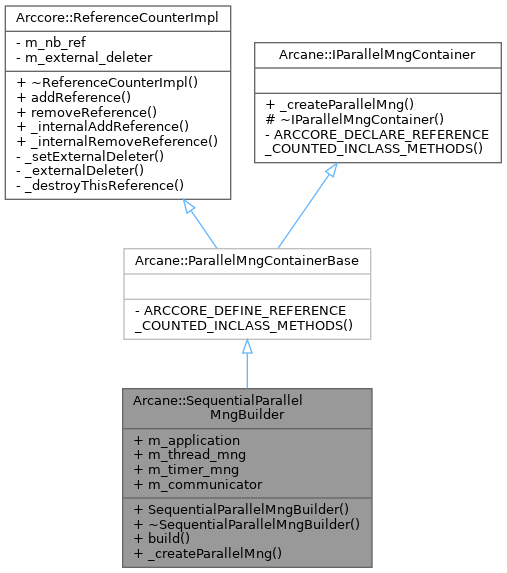 Arccore::ReferenceCounterImpl
- m_nb_ref
- m_external_deleter
+ ~ReferenceCounterImpl()
+ addReference()
+ removeReference()
+ _internalAddReference()
+ _internalRemoveReference()
- _setExternalDeleter()
- _externalDeleter()
- _destroyThisReference()
Arcane::IParallelMngContainer
+ _createParallelMng()
# ~IParallelMngContainer()
- ARCCORE_DECLARE_REFERENCE
_COUNTED_INCLASS_METHODS()
Arcane::ParallelMngContainerBase
- ARCCORE_DEFINE_REFERENCE
_COUNTED_INCLASS_METHODS()
Arcane::SequentialParallel
MngBuilder
+ m_application
+ m_thread_mng
+ m_timer_mng
+ m_communicator
+ SequentialParallelMngBuilder()
+ ~SequentialParallelMngBuilder()
+ build()
+ _createParallelMng()